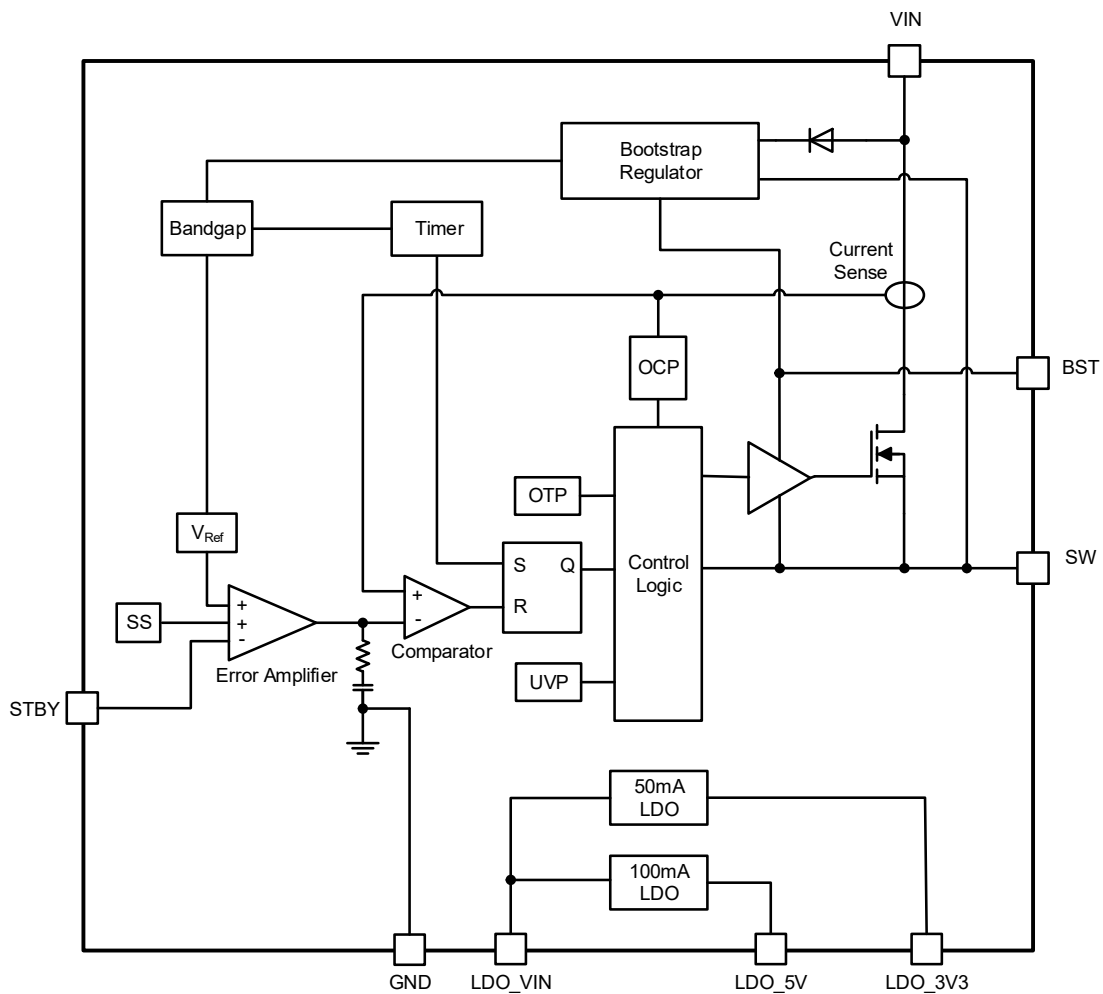 VIN
Bootstrap
Regulator
Bandgap
Timer
Current
Sense
OCP
BST
OTP
VRef
S
Q
R
Control
Logic
SW
SS
+
+
-
+
-
Error Amplifier
Comparator
UVP
STBY
50mA
LDO
100mA
LDO
GND
LDO_VIN
LDO_5V
LDO_3V3